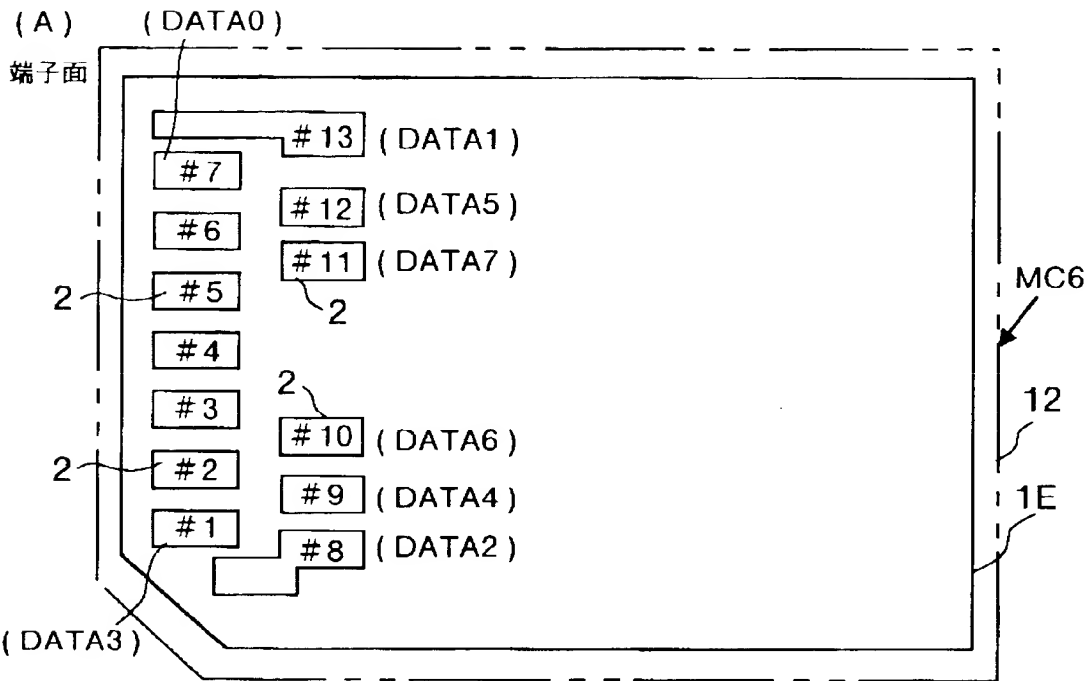 (A) (DATA0)
端子面
#13 (DATA1)
#7
#12 (DATA5)
#6
#11 (DATA7)
MC6
2 #5
2
#4
2
#3
12
#10 (DATA6)
2 #2
#9 (DATA4)
1E
#1
#8 (DATA2)
(DATA3)